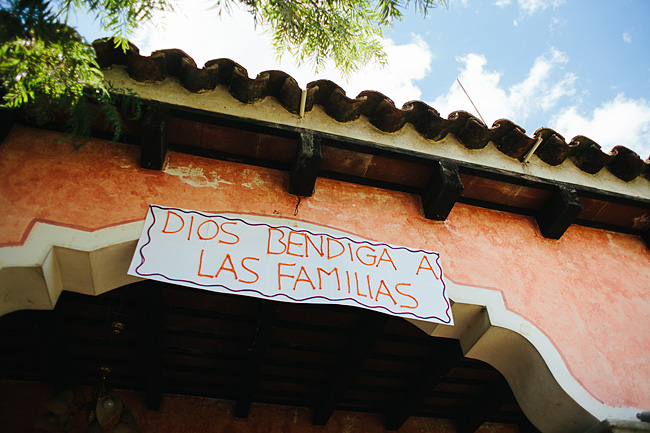 DIOS BENDIGA A
LAS FAMILIAS